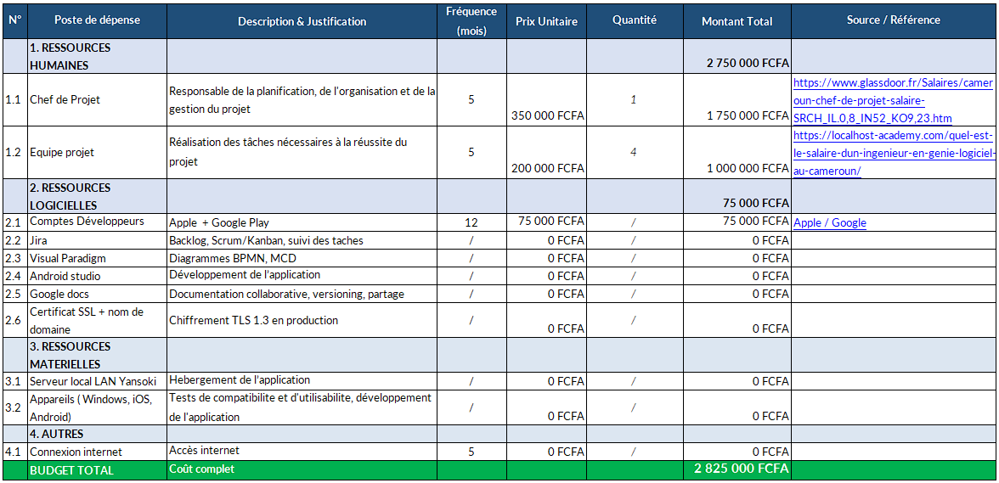 N° Poste de dépense Description & Justification Fréquence (mois) Prix Unitaire Quantité Montant Total Source / Référence
1. RESSOURCES
HUMAINES 2 750 000 FCFA
1.1 Chef de Projet Responsable de la planification, de l'organisation et de la
gestion du projet 5 350 000 FCFA 1 1 750 000 FCFA https://www.glassdoor.fr/Salaires/camer
oun-chef-de-projet-salaire-
SRCH_IL.0,8_IN52_KO9,23.htm
1.2 Equipe projet Réalisation des tâches nécessaires à la réussite du
projet 5 200 000 FCFA 4 1 000 000 FCFA https://localhost-academy.com/quel-est-
le-salaire-dun-ingenieur-en-genie-logiciel-
au-cameroun/
2. RESSOURCES
LOGICIELLES 75 000 FCFA
2.1 Comptes Développeurs Apple + Google Play 12 75 000 FCFA / 75 000 FCFA Apple / Google
2.2 Jira Backlog, Scrum/Kanban, suivi des taches / 0 FCFA / 0 FCFA
2.3 Visual Paradigm Diagrammes BPMN, MCD / 0 FCFA / 0 FCFA
2.4 Android studio Développement de l'application / 0 FCFA / 0 FCFA
2.5 Google docs Documentation collaborative, versioning, partage / 0 FCFA / 0 FCFA
2.6 Certificat SSL + nom de
domaine Chiffrement TLS 1.3 en production / 0 FCFA / 0 FCFA
3. RESSOURCES
MATERIELLES
3.1 Serveur local LAN Yansoki Hebergement de l'application / 0 FCFA / 0 FCFA
3.2 Appareils ( Windows, iOS,
Android) Tests de compatibilite et d'utilisabilite, développement
de l'application / 0 FCFA / 0 FCFA
4. AUTRES
4.1 Connexion internet Accès internet 5 0 FCFA / 0 FCFA
BUDGET TOTAL Coût complet 2 825 000 FCFA